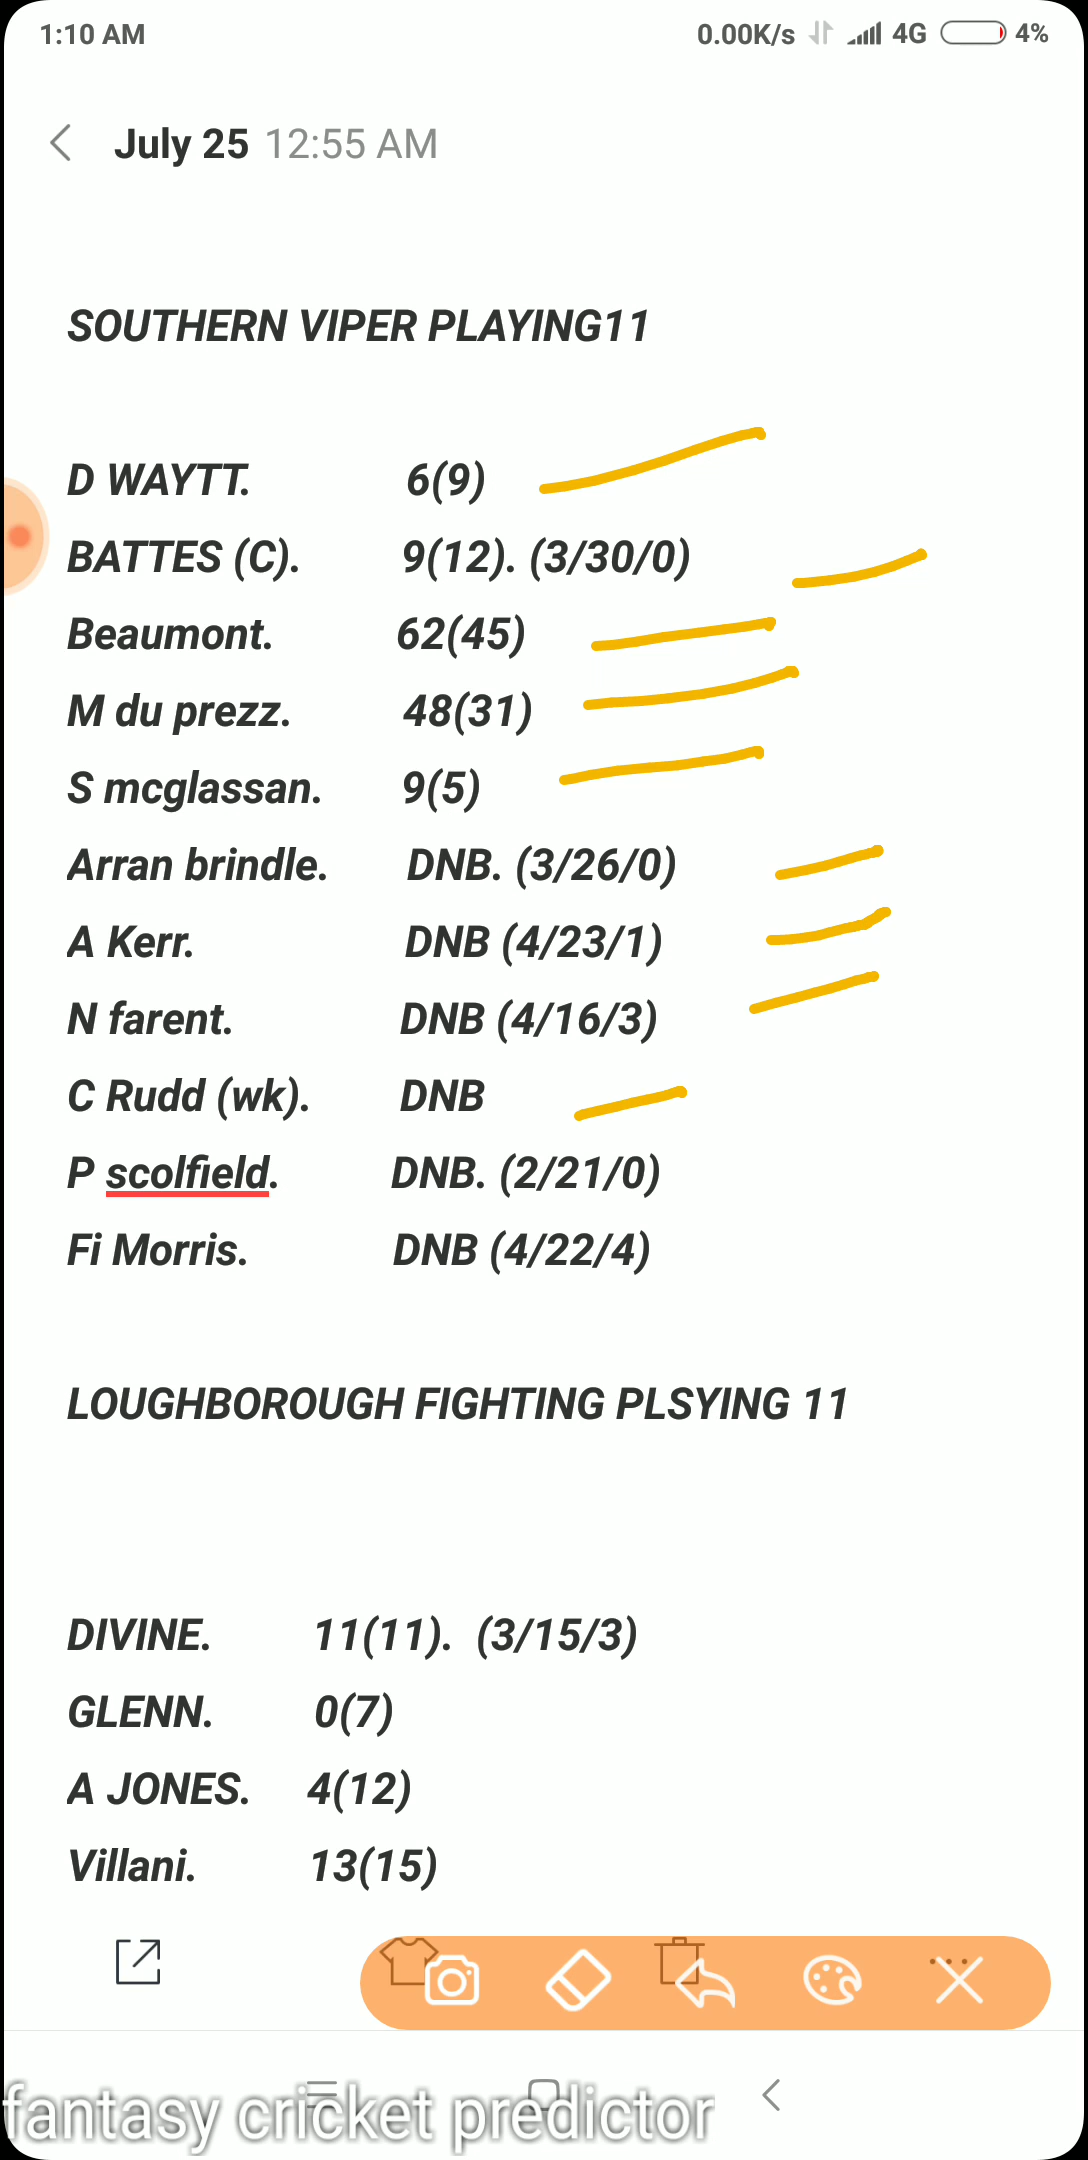 1:10 AM 0.00K/s 4G 4%
July 25 12:55 AM
SOUTHERN VIPER PLAYING11
D WAYTT. 6(9)
BATTES (C). 9(12). (3/30/0)
Beaumont. 62(45)
M du prezz. 48(31)
S mcglassan. 9(5)
Arran brindle. DNB. (3/26/0)
A Kerr. DNB (4/23/1)
N farent. DNB (4/16/3)
C Rudd (wk). DNB
P scolfield. DNB. (2/21/0)
Fi Morris. DNB (4/22/4)
LOUGHBOROUGH FIGHTING PLSYING 11
DIVINE. 11(11). (3/15/3)
GLENN. 0(7)
A JONES. 4(12)
Villani. 13(15)
fantasy cricket predictor